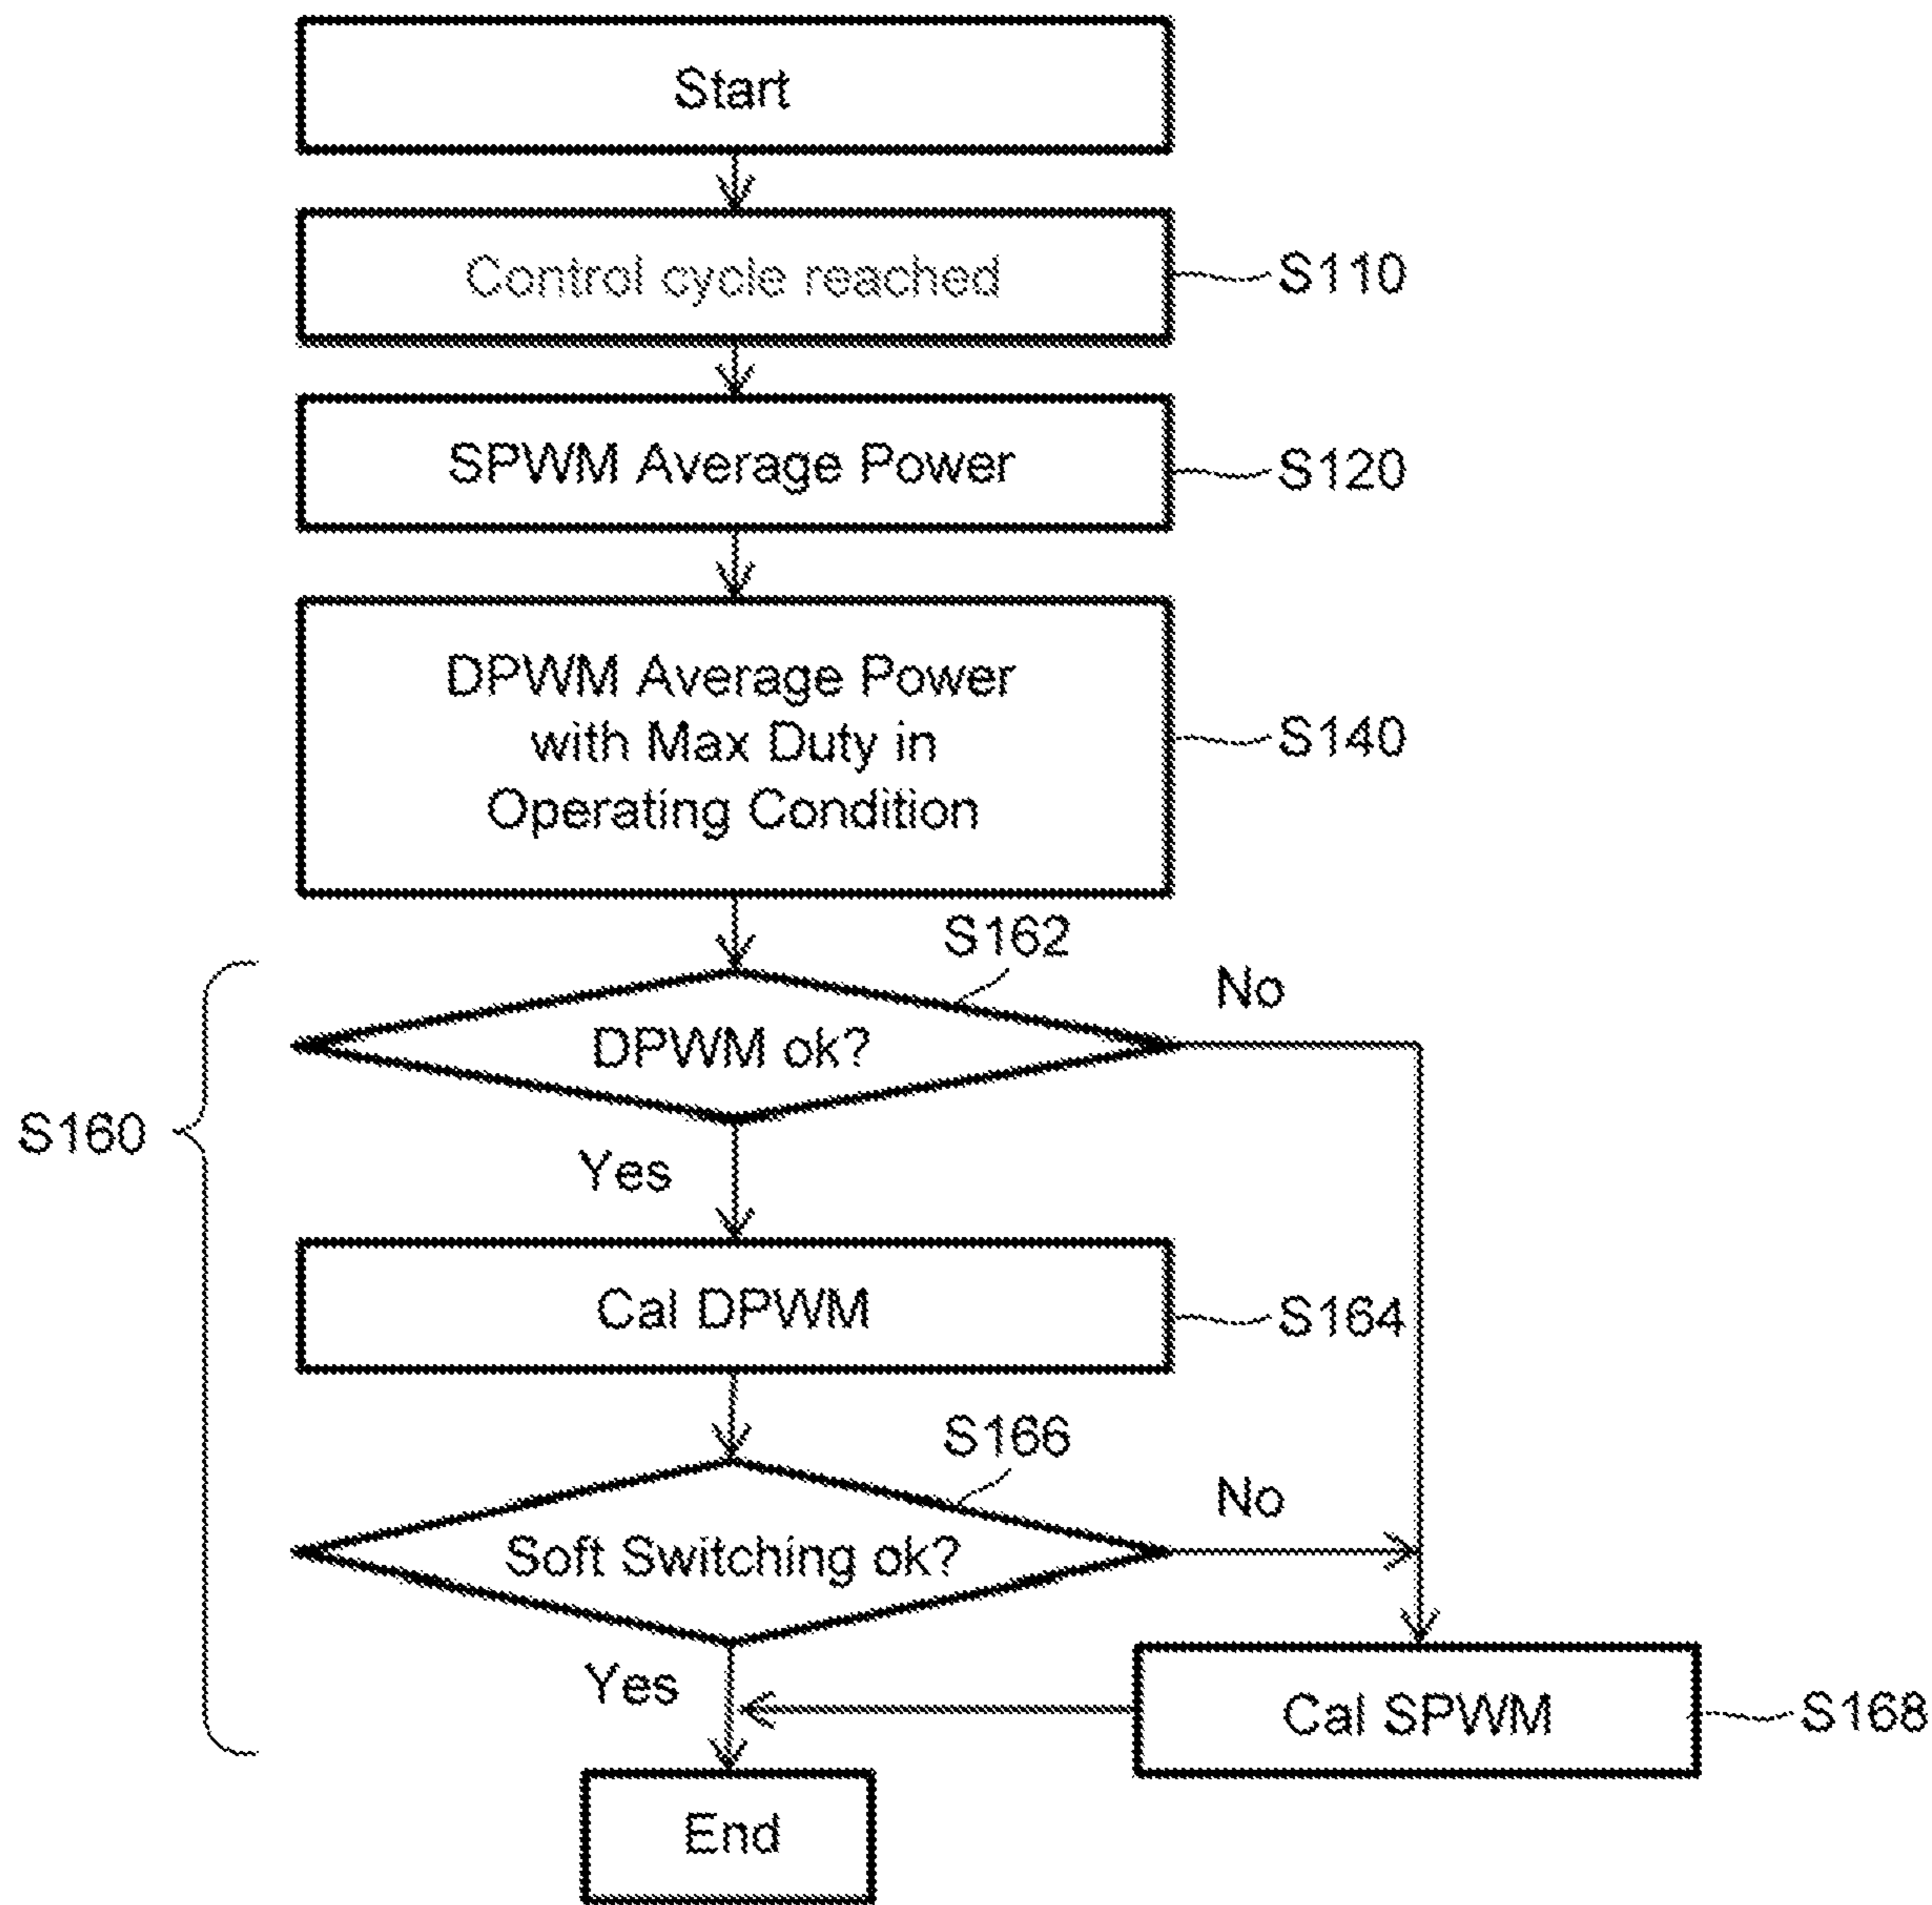 Start
Control cycle reached
S110
SPWM Average Power
S120
DPWM Average Power
with Max Duty in
Operating Condition
S140
S162
No
DPWM ok?
S160
Yes
Cal DPWM
S164
S166
No
Soft Switching ok?
Yes
Cal SPWM
S168
End